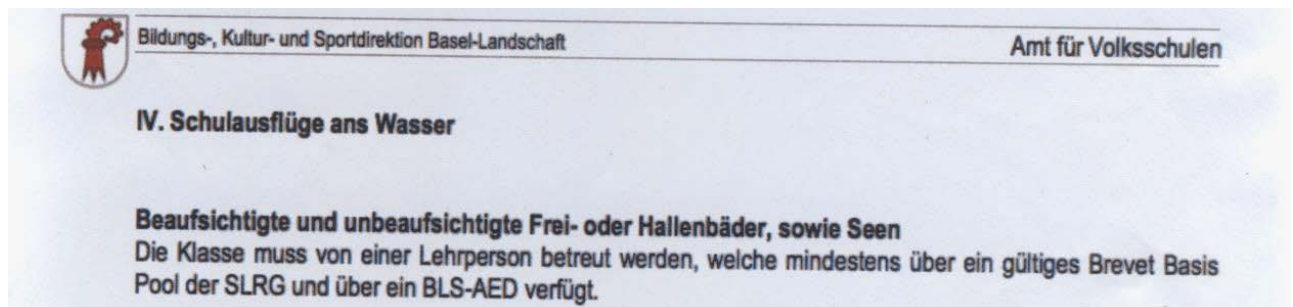 Bildungs-, Kultur- und Sportdirektion Basel-Landschaft
Amt für Volksschulen
IV. Schulausflüge ans Wasser
Beaufsichtigte und unbeaufsichtigte Frei- oder Hallenbäder, sowie Seen
Die Klasse muss von einer Lehrperson betreut werden, welche mindestens über ein gültiges Brevet Basis
Pool der SLRG und über ein BLS-AED verfügt.